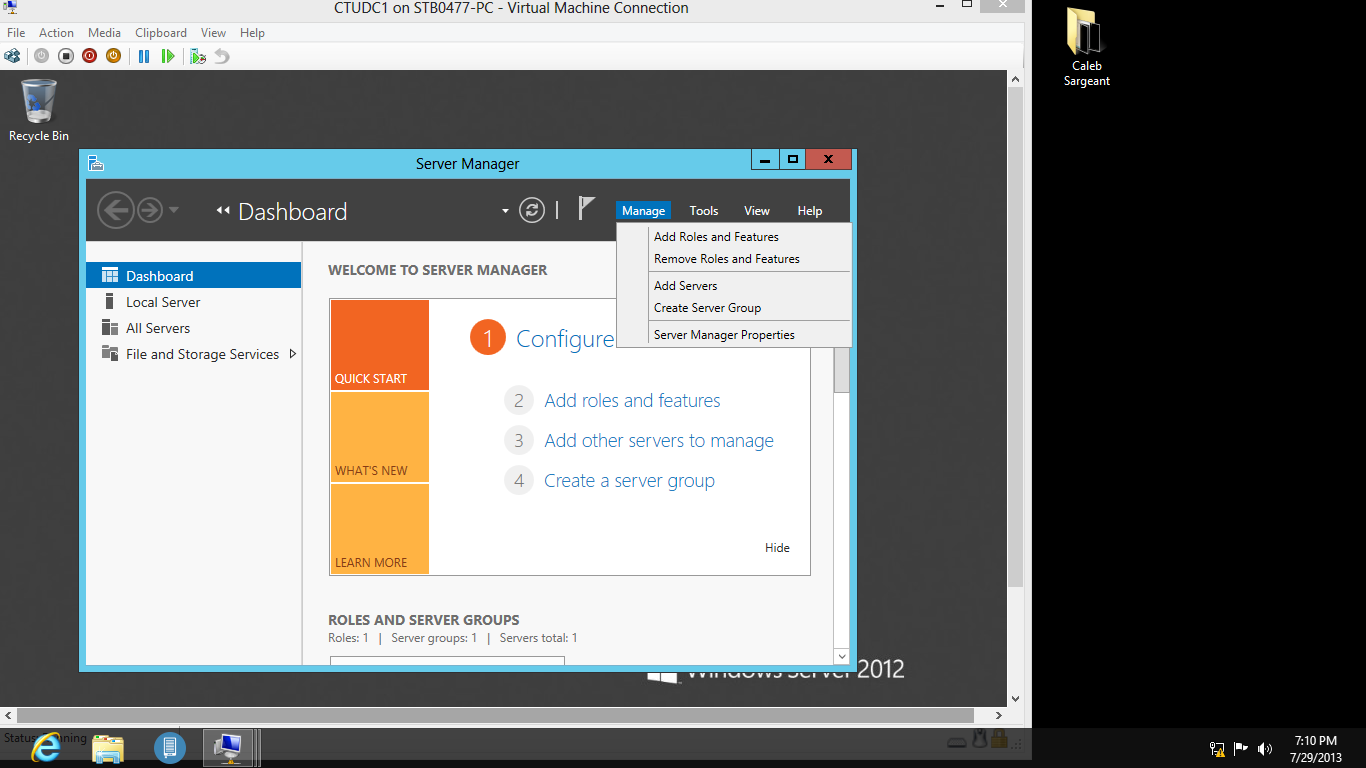 CTUDC1 on STB0477-PC - Virtual Machine Connection
File Action Media Clipboard View Help
Recycle Bin
Caleb
Sargeant
Server Manager
Dashboard
Manage Tools View Help
Add Roles and Features
Remove Roles and Features
Add Servers
Create Server Group
Server Manager Properties
Dashboard
Local Server
All Servers
File and Storage Services
WELCOME TO SERVER MANAGER
1 Configure
QUICK START
2 Add roles and features
3 Add other servers to manage
WHAT'S NEW
4 Create a server group
LEARN MORE
Hide
ROLES AND SERVER GROUPS
Roles: 1 | Server groups: 1 | Servers total: 1
Windows Server 2012
7:10 PM
7/29/2013